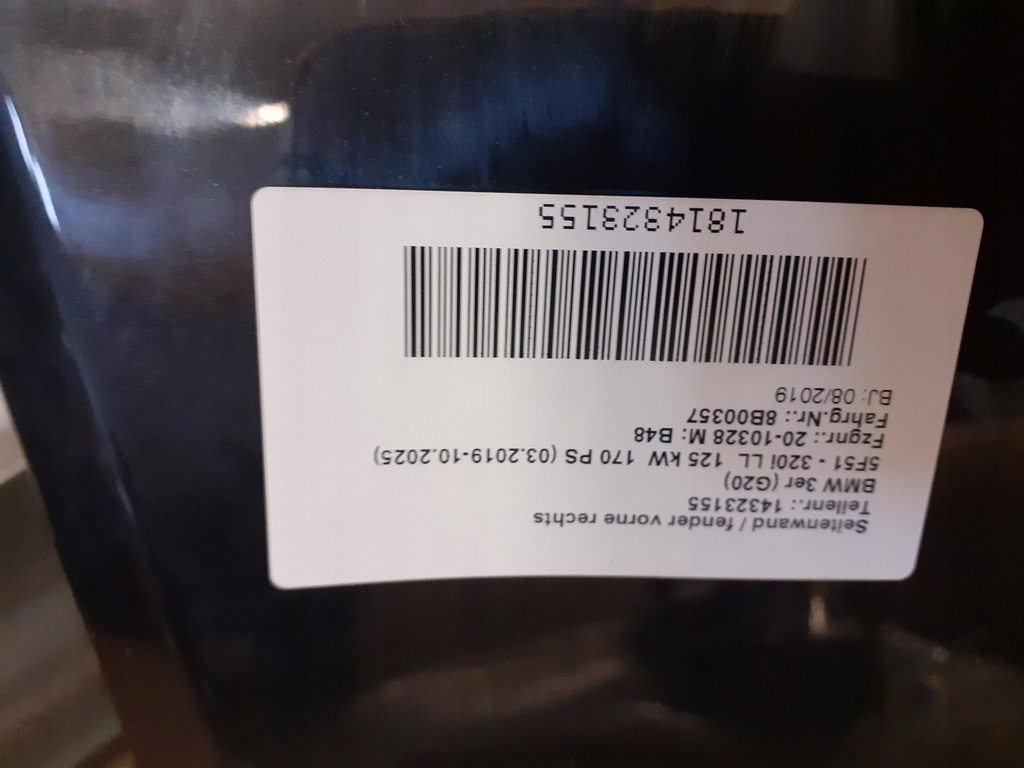 Seitenwand / fender vorne rechts
Teilenr.: 14323155
BMW 3er (G20)
5F51 - 320i LL 125 kW 170 PS (03.2019-10.2025)
Fzgnr.: 20-10328 M: B48
Fahrg.Nr.: 8B00357
BJ: 08/2019
1814323155